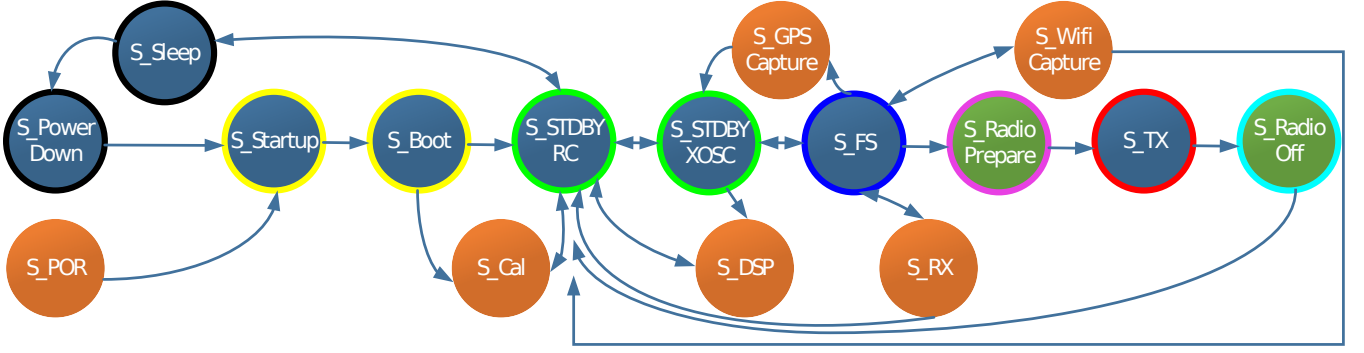 S_Sleep
S_GPS
Capture
S_Wifi
Capture
S_Power
Down
S_Startup
S_Boot
S_STDBY
RC
S_STDBY
XOSC
S_FS
S_Radio
Prepare
S_TX
S_Radio
Off
S_POR
S_Cal
S_DSP
S_RX